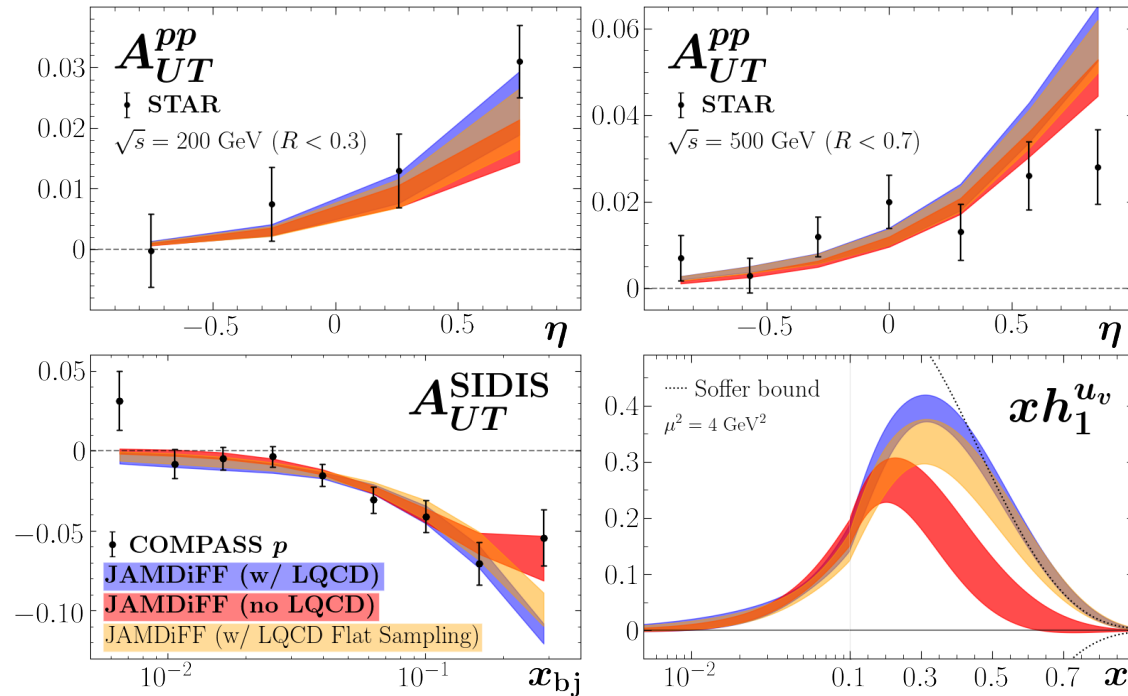 A_{UT}^{pp}
STAR
√s = 200 GeV (R < 0.3)
0.03
0.02
0.01
0
−0.5
0
0.5
η
A_{UT}^{pp}
STAR
√s = 500 GeV (R < 0.7)
0.06
0.04
0.02
0
−0.5
0
0.5
η
A_{UT}^{SIDIS}
0.05
0
−0.05
−0.10
COMPASS p
JAMDiFF (w/ LQCD)
JAMDiFF (no LQCD)
JAMDiFF (w/ LQCD Flat Sampling)
10^{-2}
10^{-1}
x_{bj}
Soffer bound
μ² = 4 GeV²
xh_1^{u_v}
0.4
0.3
0.2
0.1
0
10^{-2}
0.1
0.3
0.5
0.7
x